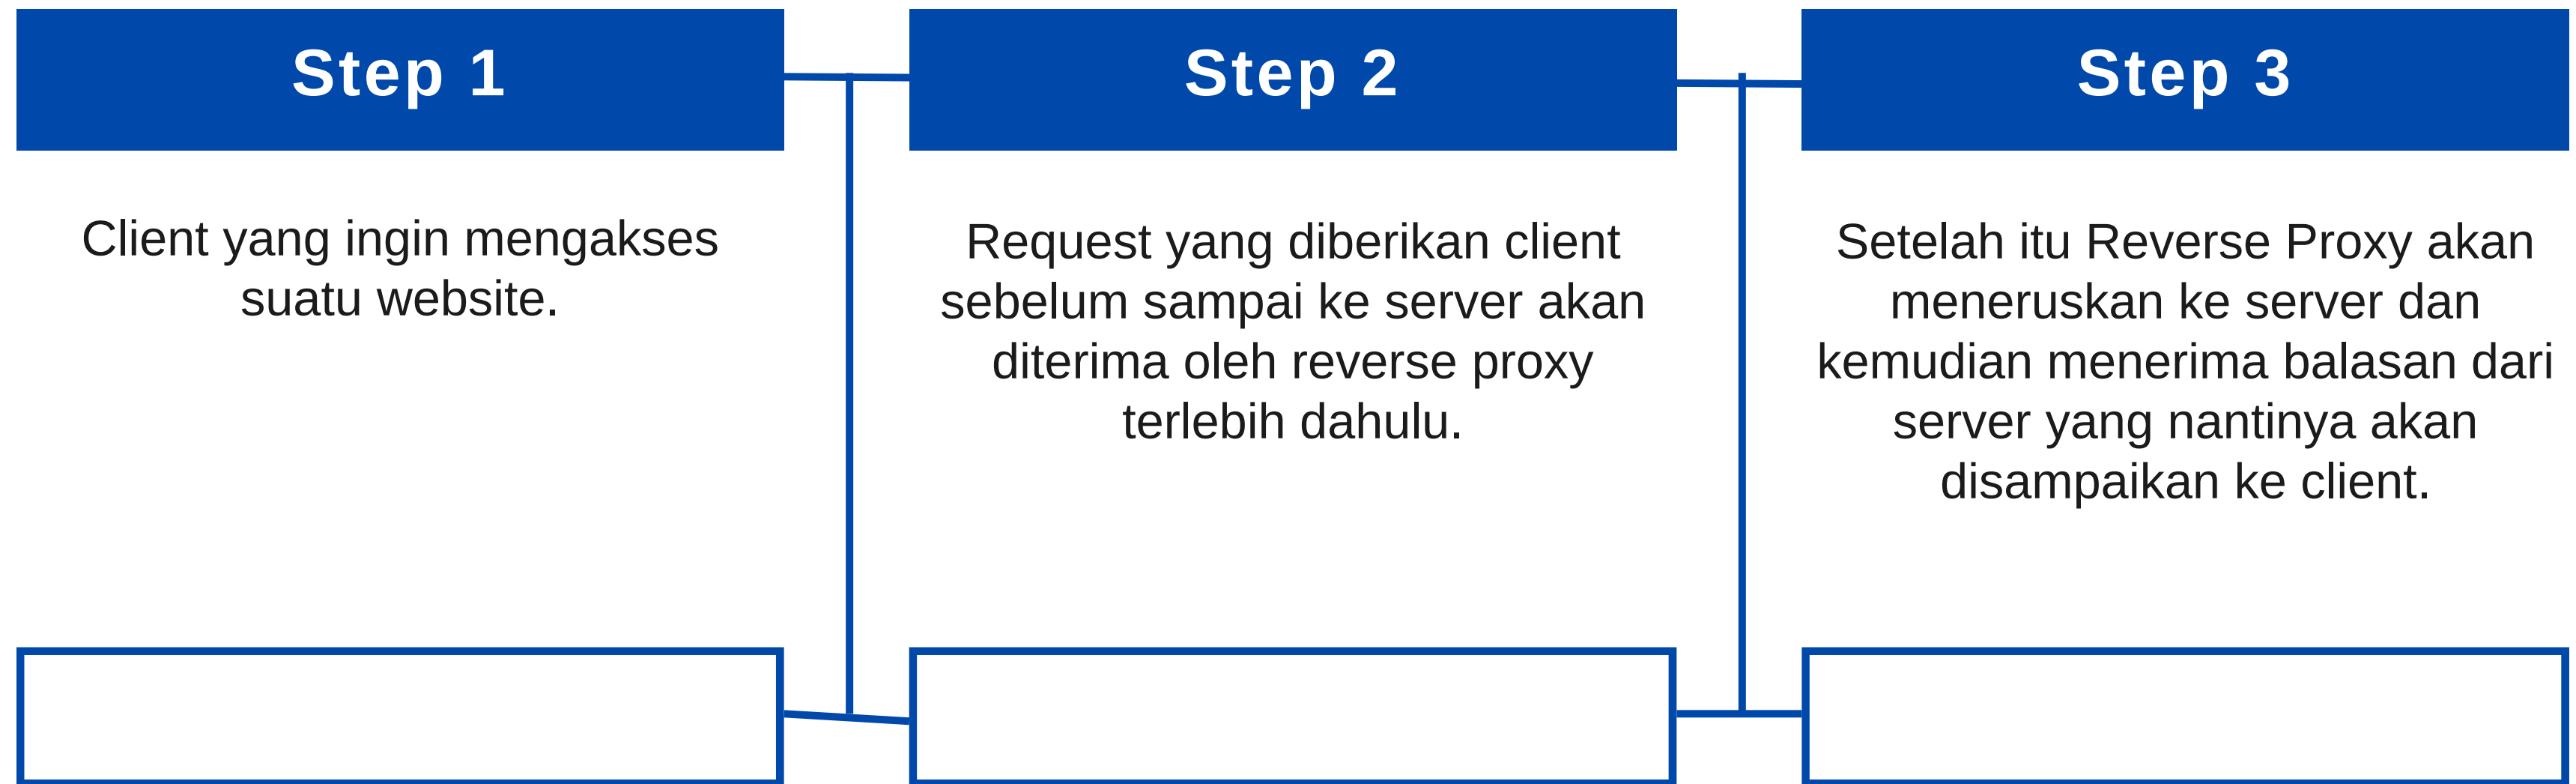 Step 1
Client yang ingin mengakses
suatu website.
Step 2
Request yang diberikan client
sebelum sampai ke server akan
diterima oleh reverse proxy
terlebih dahulu.
Step 3
Setelah itu Reverse Proxy akan
meneruskan ke server dan
kemudian menerima balasan dari
server yang nantinya akan
disampaikan ke client.